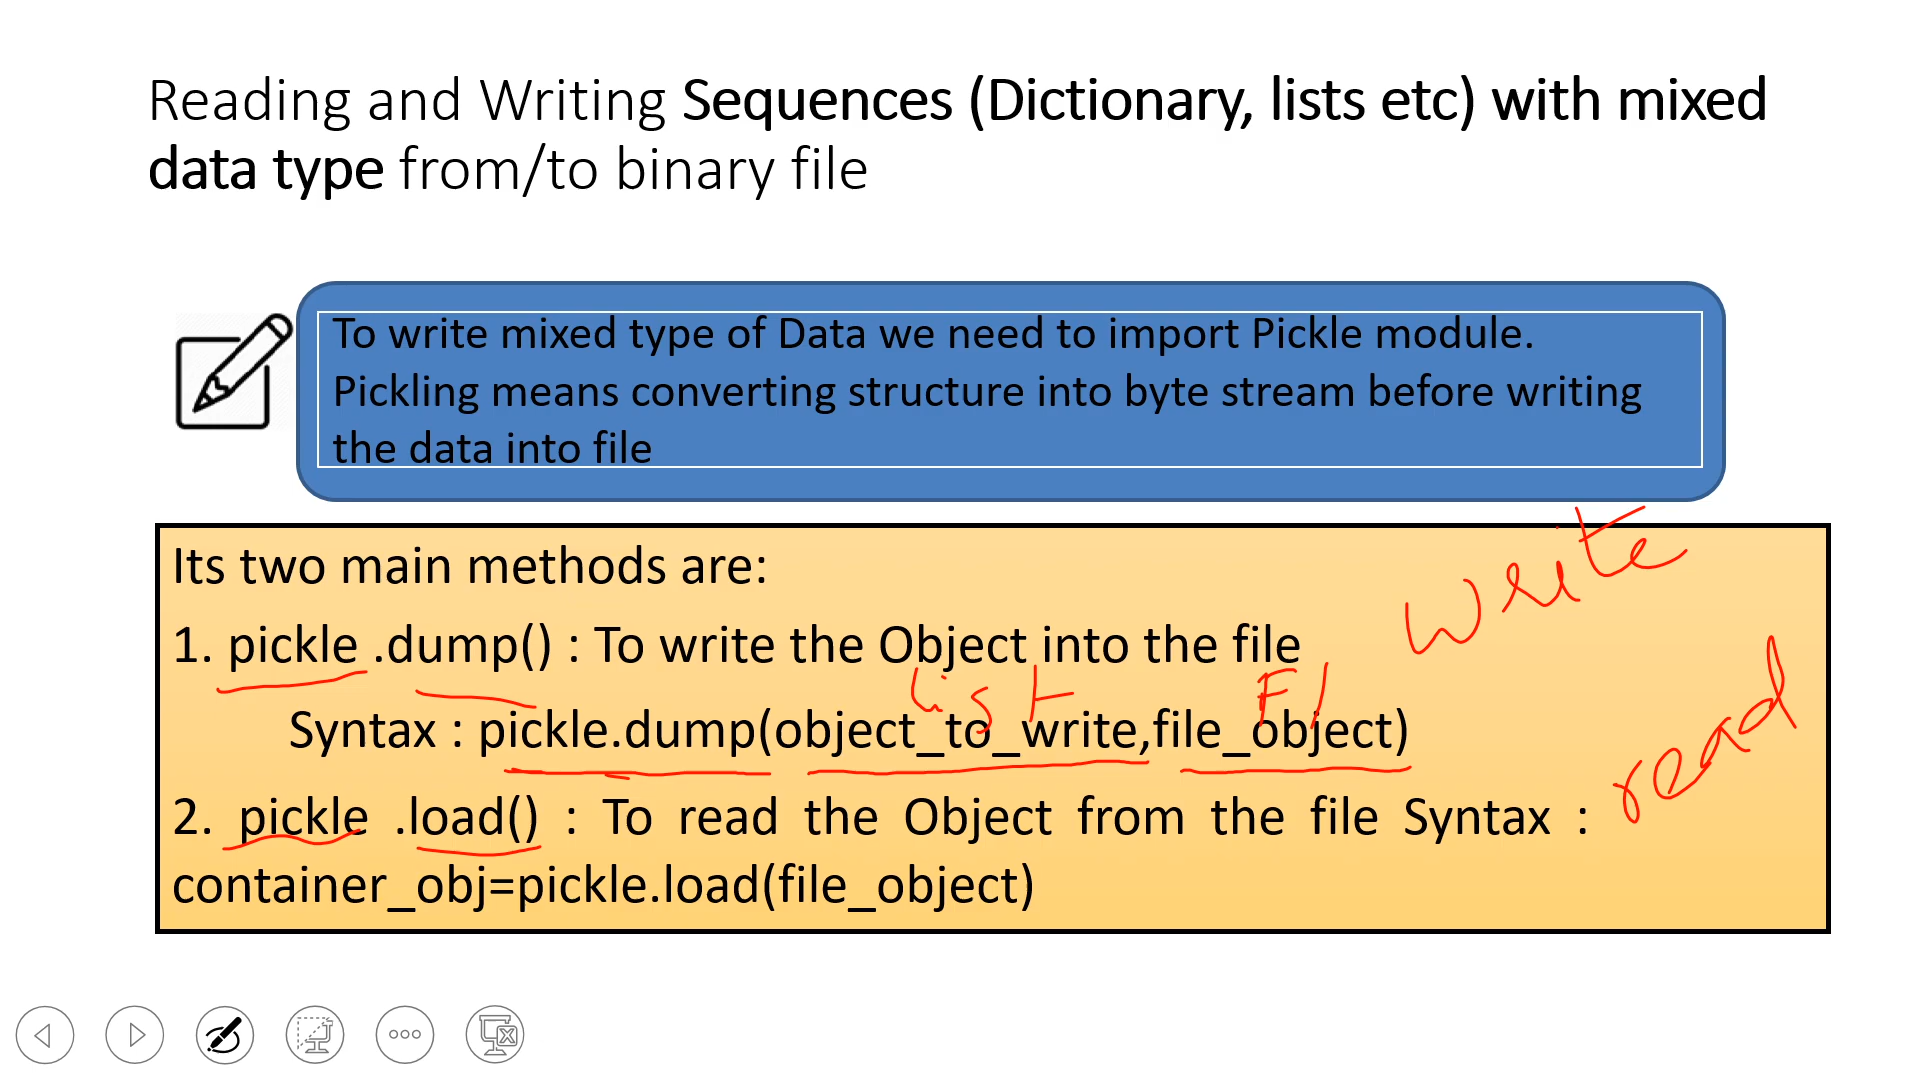 Reading and Writing Sequences (Dictionary, lists etc) with mixed
data type from/to binary file
To write mixed type of Data we need to import Pickle module.
Pickling means converting structure into byte stream before writing
the data into file
Its two main methods are:
write
1. pickle .dump() : To write the Object into the file
List F1
Syntax : pickle.dump(object_to_write,file_object)
read
2. pickle .load() : To read the Object from the file Syntax :
container_obj=pickle.load(file_object)